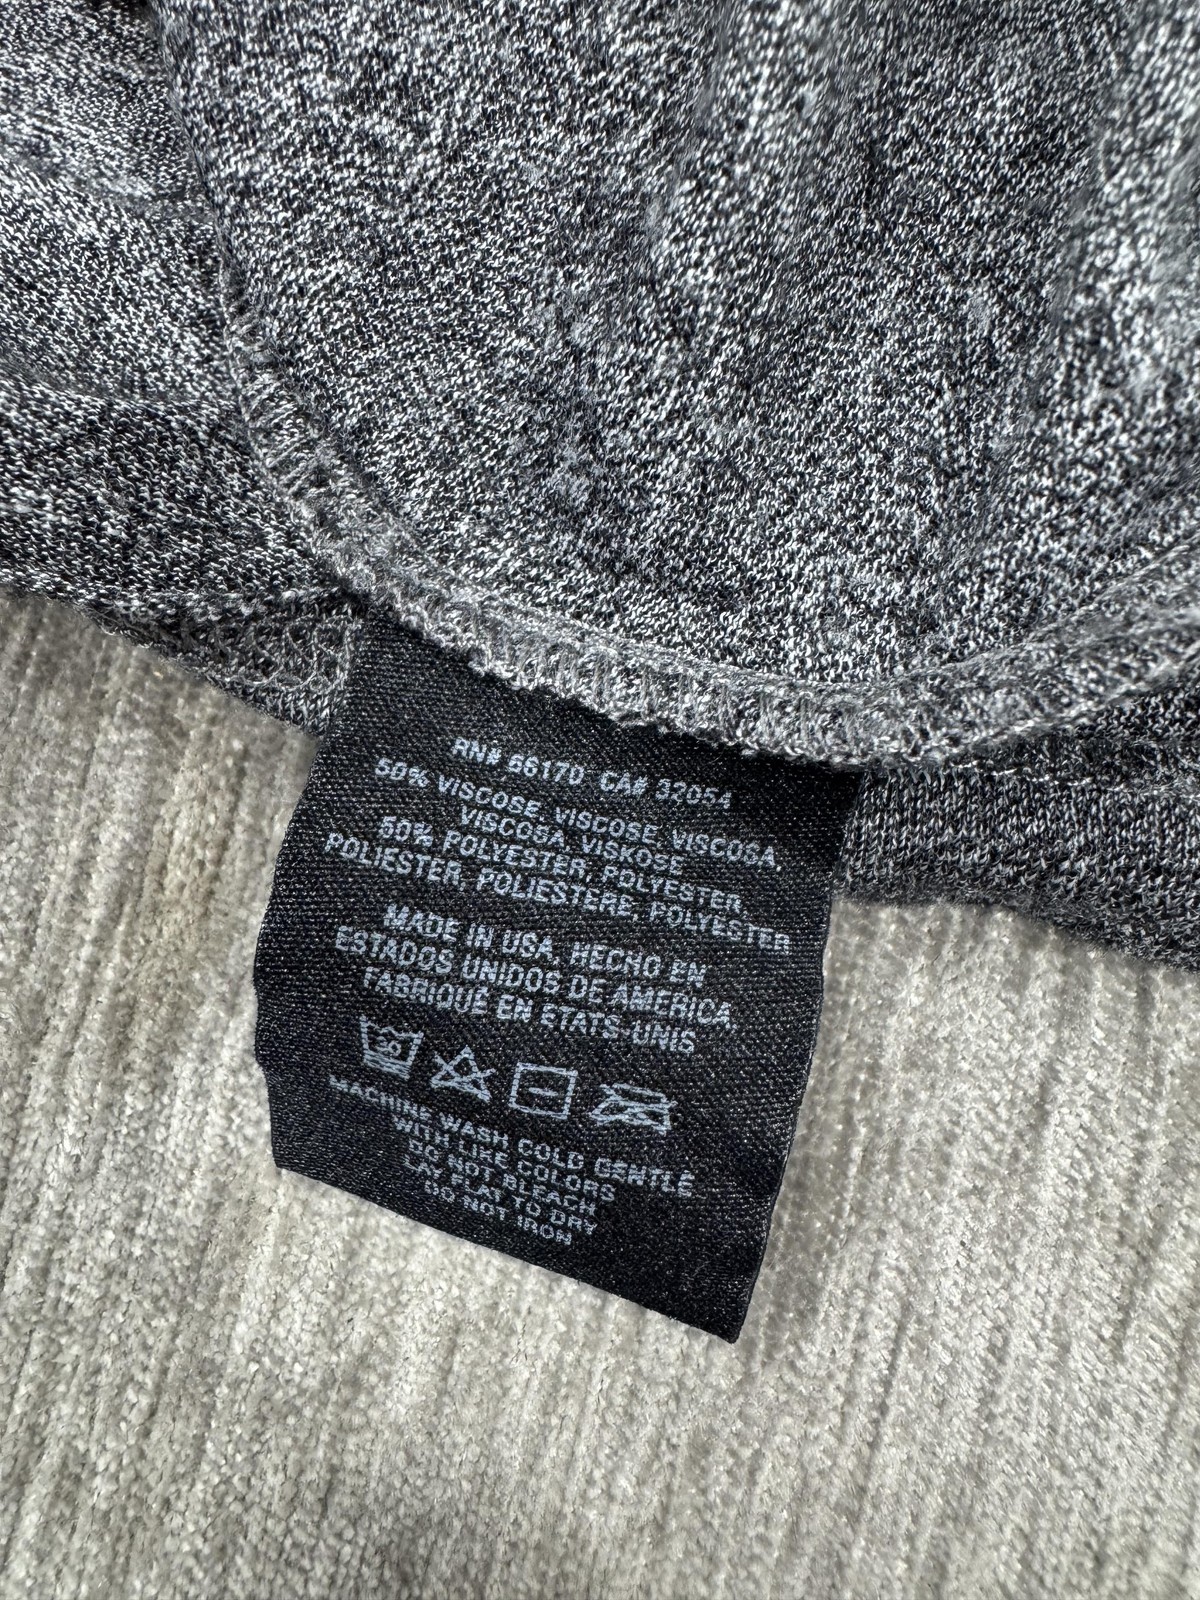 RN# 66170 CA# 32054
50% VISCOSE, VISCOSE, VISCOSA,
VISCOSA, VISKOSE
50% POLYESTER, POLYESTER,
POLIESTER, POLIESTERE, POLYESTER
MADE IN USA, HECHO EN
ESTADOS UNIDOS DE AMERICA,
FABRIQUE EN ETATS-UNIS
30
MACHINE WASH COLD GENTLE
WITH LIKE COLORS
DO NOT BLEACH
LAY FLAT TO DRY
DO NOT IRON